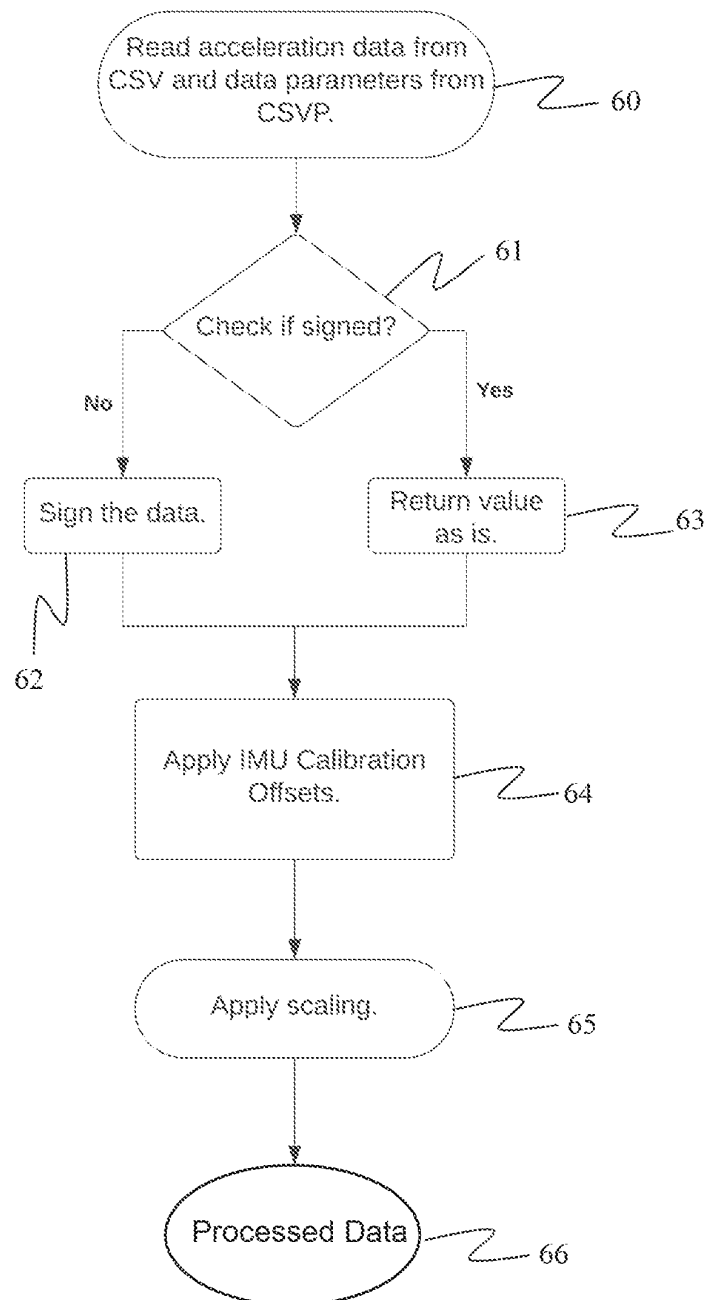 Read acceleration data from
CSV and data parameters from
CSVP.
60
61
Check if signed?
No
Yes
Sign the data.
Return value
as is.
63
62
Apply IMU Calibration
Offsets.
64
Apply scaling.
65
Processed Data
66